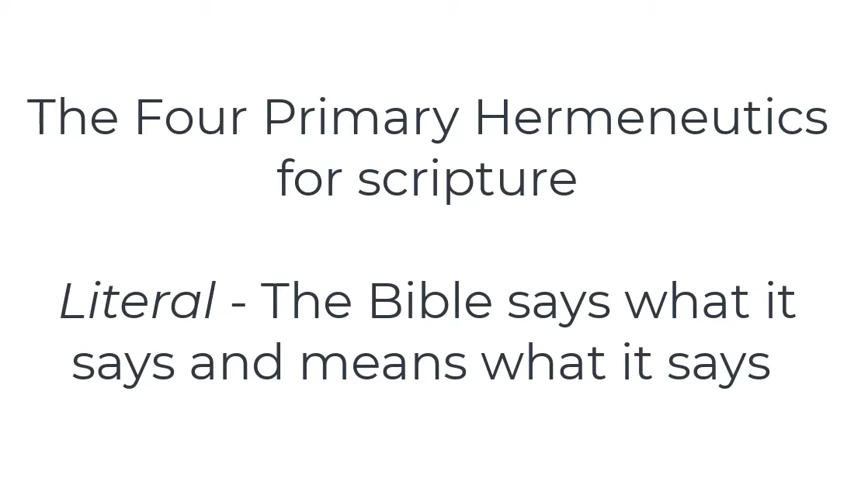 The Four Primary Hermeneutics
for scripture
Literal - The Bible says what it
says and means what it says